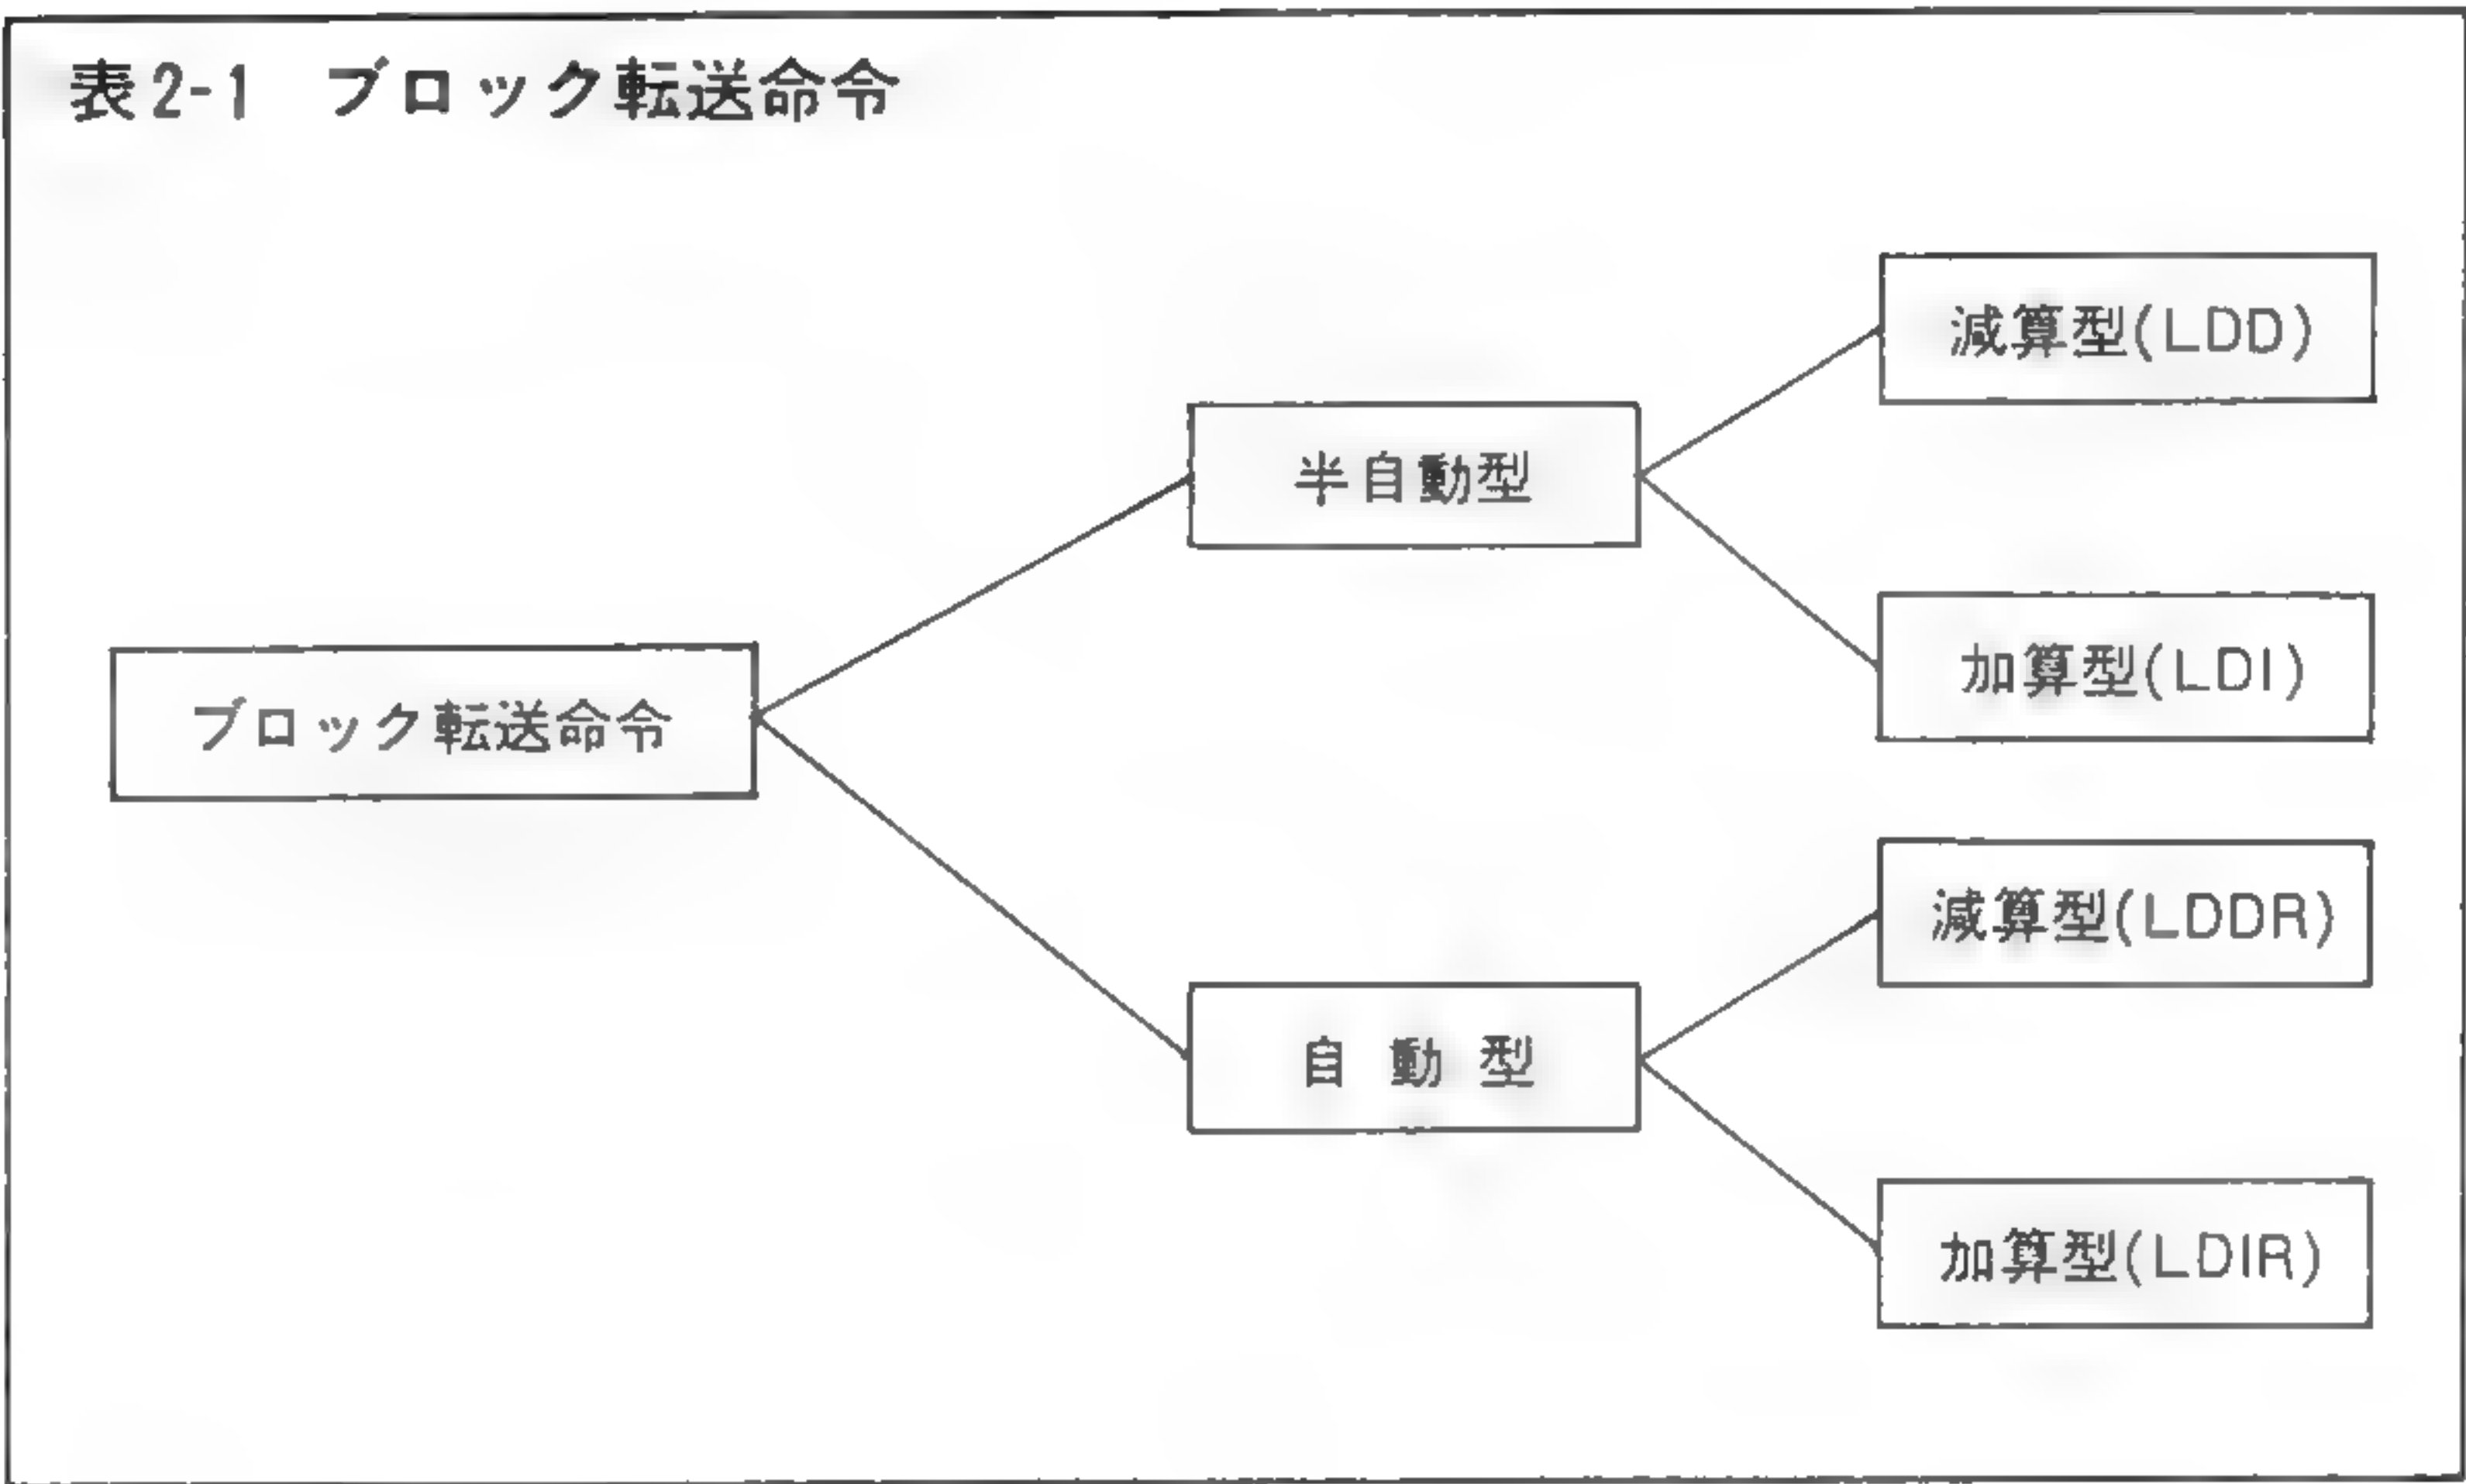 表2-1 ブロック転送命令
減算型(LDD)
半自動型
加算型(LDI)
ブロック転送命令
減算型(LDDR)
自動型
加算型(LDIR)